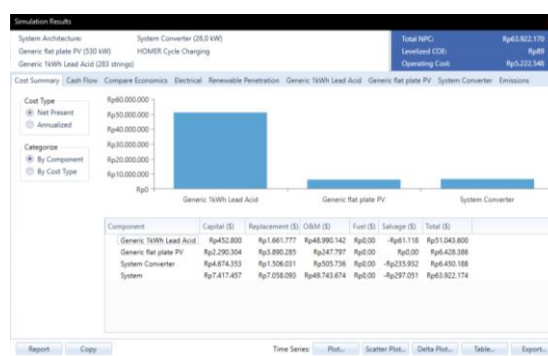 Simulation Results
System Architecture: System Converter (26,0 kW) Total NPC: Rp63.922.170
Generic flat plate PV (530 kW) HOMER Cycle Charging Levelized COE: Rp89
Generic 1kWh Lead Acid (283 strings) Operating Cost: Rp5.222.548
Cost Summary Cash Flow Compare Economics Electrical Renewable Penetration Generic 1kWh Lead Acid Generic flat plate PV System Converter Emissions
Cost Type
Net Present
Annualized
Categorize
By Component
By Cost Type
Rp60.000.000
Rp50.000.000
Rp40.000.000
Rp30.000.000
Rp20.000.000
Rp10.000.000
Rp0
Generic 1kWh Lead Acid Generic flat plate PV System Converter
Component Capital ($) Replacement ($) O&M ($) Fuel ($) Salvage ($) Total ($)
Generic 1kWh Lead Acid Rp452.800 Rp1.661.777 Rp48.990.142 Rp0,00 -Rp61.118 Rp51.043.600
Generic flat plate PV Rp2.290.304 Rp3.890.285 Rp247.797 Rp0,00 Rp0,00 Rp6.428.386
System Converter Rp4.674.353 Rp1.506.031 Rp505.736 Rp0,00 -Rp235.932 Rp6.450.188
System Rp7.417.457 Rp7.058.093 Rp49.743.674 Rp0,00 -Rp297.051 Rp63.922.174
Report Copy Time Series: Plot... Scatter Plot... Delta Plot... Table... Export...